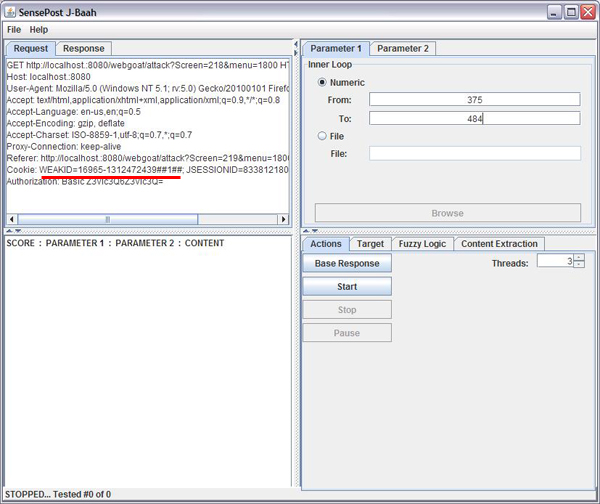 SensePost J-Baah
File Help
Request Response
GET http://localhost.:8080/webgoat/attack?Screen=218&menu=1800 HT
Host: localhost.:8080
User-Agent: Mozilla/5.0 (Windows NT 5.1; rv:5.0) Gecko/20100101 Firefo
Accept: text/html,application/xhtml+xml,application/xml;q=0.9,*/*;q=0.8
Accept-Language: en-us,en;q=0.5
Accept-Encoding: gzip, deflate
Accept-Charset: ISO-8859-1,utf-8;q=0.7,*;q=0.7
Proxy-Connection: keep-alive
Referer: http://localhost.:8080/webgoat/attack?Screen=219&menu=1800
Cookie: WEAKID=16965-1312472439##1##; JSESSIONID=833812180
Authorization: Basic Z3Vlc3Q6Z3Vlc3Q=
Parameter 1 Parameter 2
Inner Loop
Numeric
From: 375
To: 484
File
File:
Browse
SCORE : PARAMETER 1 : PARAMETER 2 : CONTENT
Actions Target Fuzzy Logic Content Extraction
Base Response Threads: 3
Start
Stop
Pause
STOPPED... Tested #0 of 0